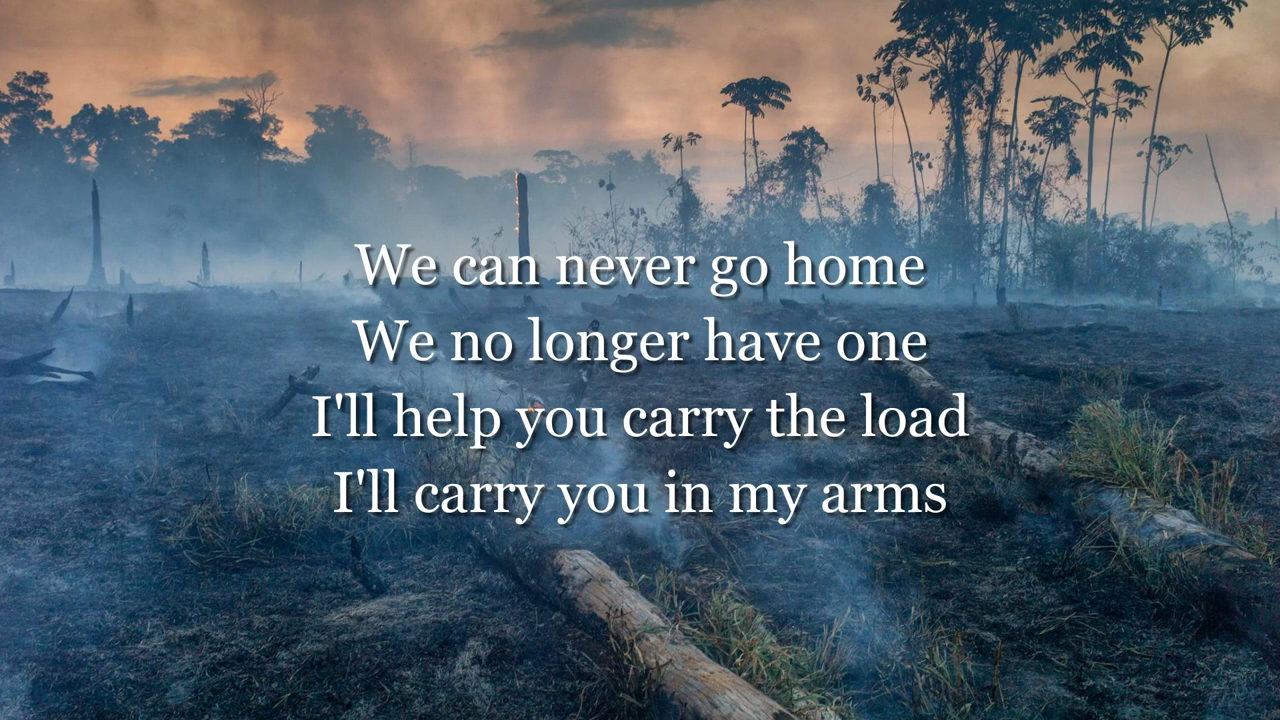 We can never go home
We no longer have one
I'll help you carry the load
I'll carry you in my arms